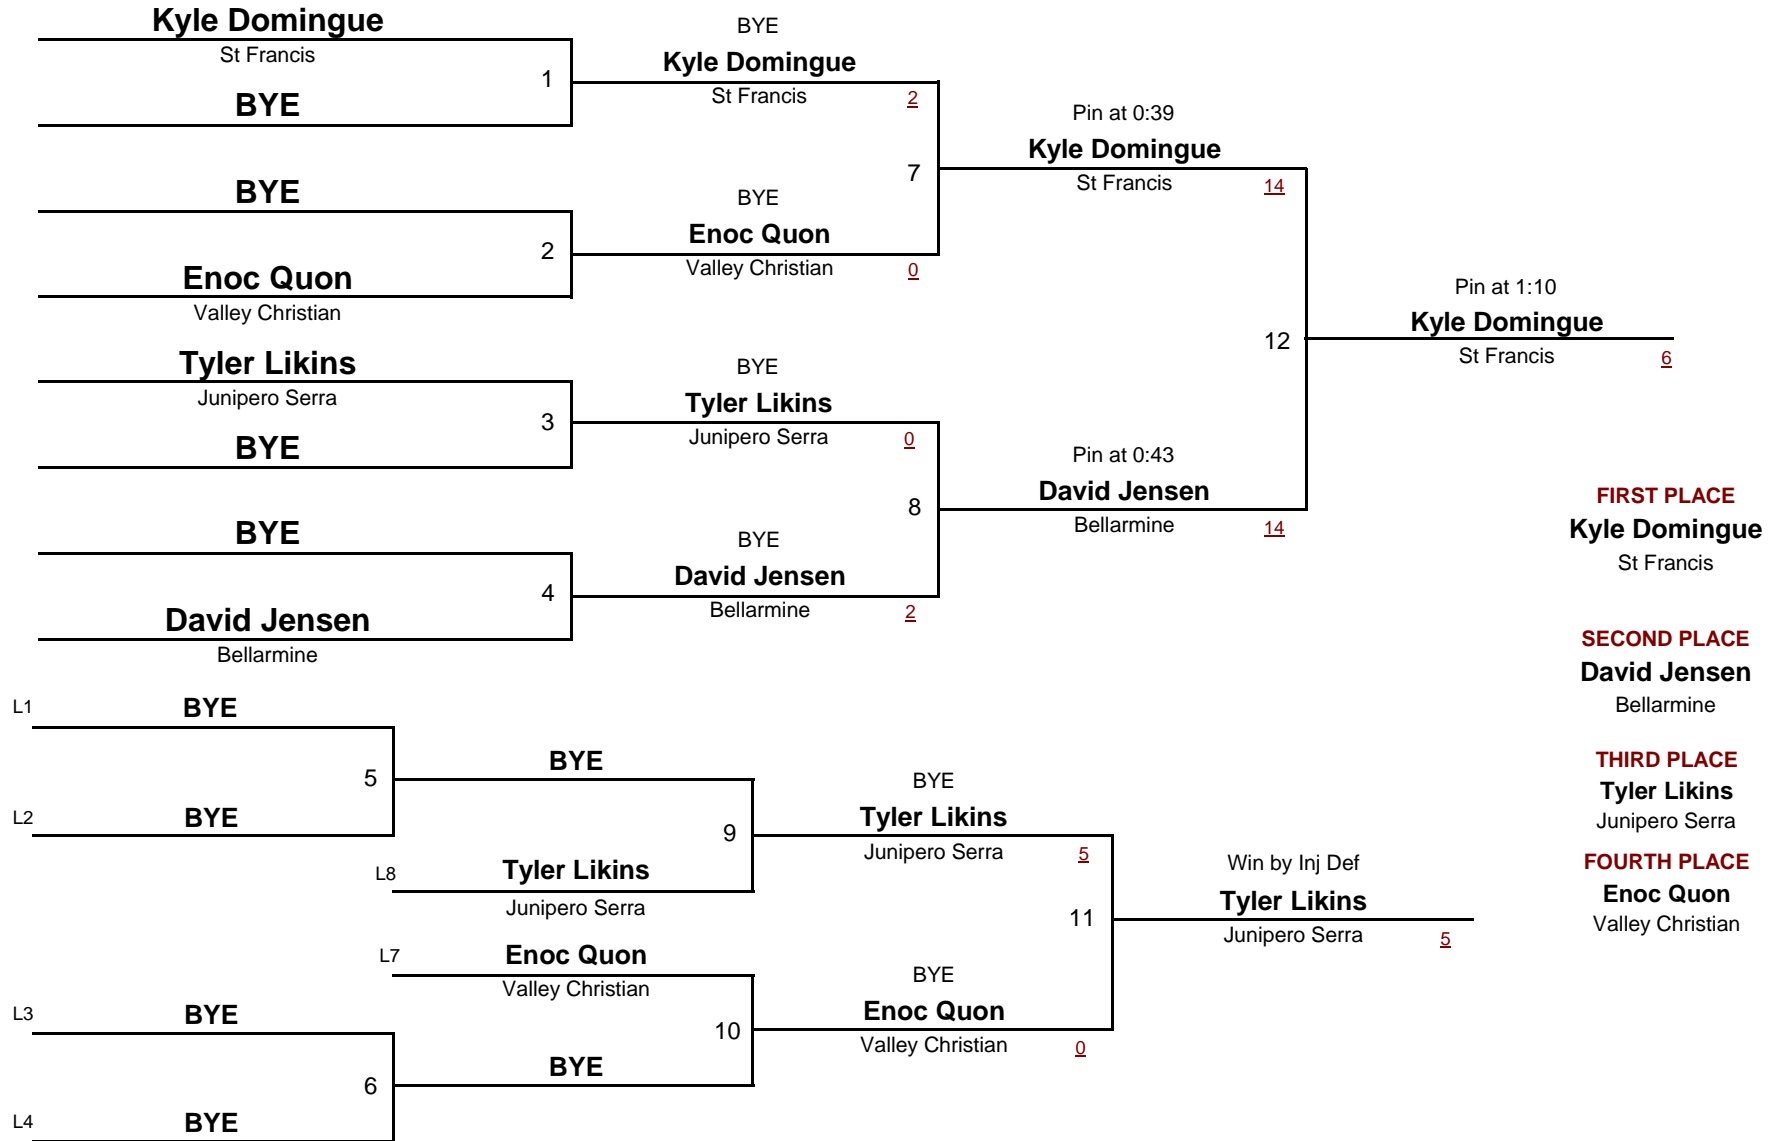 Kyle Domingue
St Francis
1
BYE
BYE
2
Enoc Quon
Valley Christian
Tyler Likins
Junipero Serra
3
BYE
BYE
4
David Jensen
Bellarmine
BYE
Kyle Domingue
St Francis 2
7
BYE
Enoc Quon
Valley Christian 0
BYE
Tyler Likins
Junipero Serra 0
8
BYE
David Jensen
Bellarmine 2
Pin at 0:39
Kyle Domingue
St Francis 14
12
Pin at 0:43
David Jensen
Bellarmine 14
Pin at 1:10
Kyle Domingue
St Francis 6
FIRST PLACE
Kyle Domingue
St Francis
SECOND PLACE
David Jensen
Bellarmine
THIRD PLACE
Tyler Likins
Junipero Serra
FOURTH PLACE
Enoc Quon
Valley Christian
L1 BYE
5
L2 BYE
BYE
9
L8 Tyler Likins
Junipero Serra
L7 Enoc Quon
Valley Christian
10
BYE
L3 BYE
6
L4 BYE
BYE
Tyler Likins
Junipero Serra 5
11
BYE
Enoc Quon
Valley Christian 0
Win by Inj Def
Tyler Likins
Junipero Serra 5